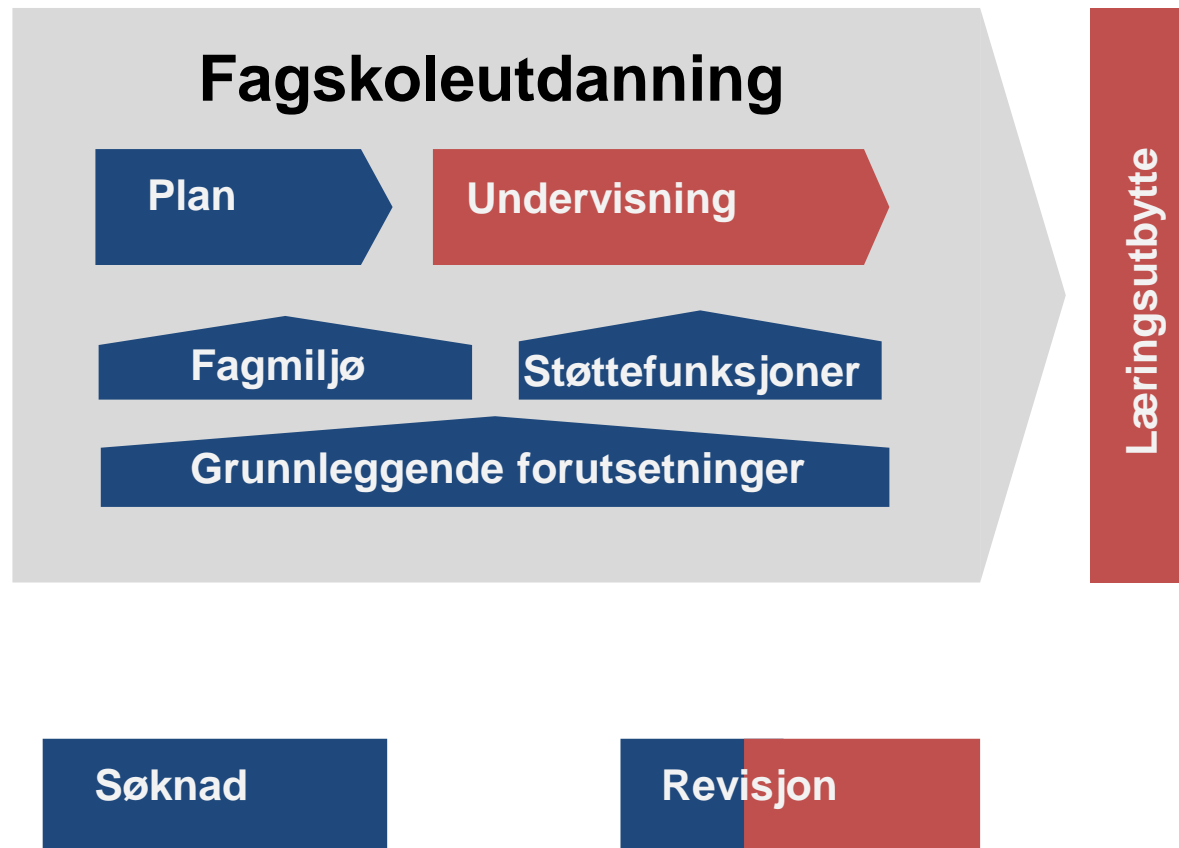 Fagskoleutdanning
Plan
Undervisning
Fagmiljø
Støttefunksjoner
Grunnleggende forutsetninger
Læringsutbytte
Søknad
Revisjon